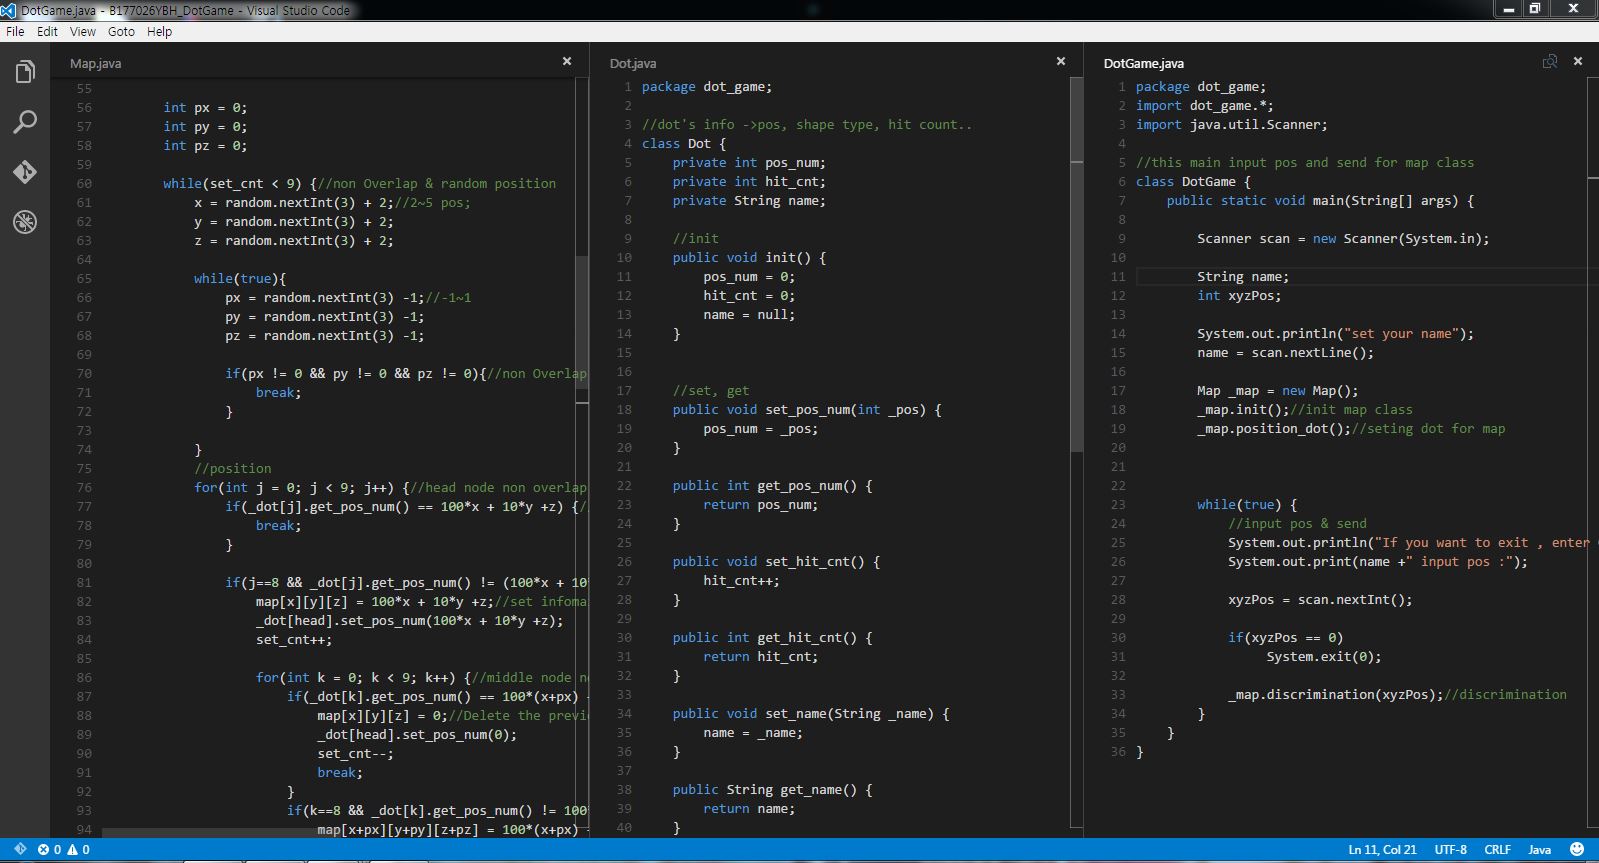 DotGame.java - B177026YBH_DotGame - Visual Studio Code
File Edit View Goto Help
Map.java
55
56 int px = 0;
57 int py = 0;
58 int pz = 0;
59
60 while(set_cnt < 9) {//non Overlap & random position
61 x = random.nextInt(3) + 2;//2~5 pos;
62 y = random.nextInt(3) + 2;
63 z = random.nextInt(3) + 2;
64
65 while(true){
66 px = random.nextInt(3) -1;//-1~1
67 py = random.nextInt(3) -1;
68 pz = random.nextInt(3) -1;
69
70 if(px != 0 && py != 0 && pz != 0){//non Overlap
71 break;
72 }
73
74 }
75 //position
76 for(int j = 0; j < 9; j++) {//head node non overlap
77 if(_dot[j].get_pos_num() == 100*x + 10*y +z) {/
78 break;
79 }
80
81 if(j==8 && _dot[j].get_pos_num() != (100*x + 10*
82 map[x][y][z] = 100*x + 10*y +z;//set infoma
83 _dot[head].set_pos_num(100*x + 10*y +z);
84 set_cnt++;
85
86 for(int k = 0; k < 9; k++) {//middle node n
87 if(_dot[k].get_pos_num() == 100*(x+px)
88 map[x][y][z] = 0;//Delete the previ
89 _dot[head].set_pos_num(0);
90 set_cnt--;
91 break;
92 }
93 if(k==8 && _dot[k].get_pos_num() != 100
94 map[x+px][y+py][z+pz] = 100*(x+px)
Dot.java
1 package dot_game;
2
3 //dot's info ->pos, shape type, hit count..
4 class Dot {
5 private int pos_num;
6 private int hit_cnt;
7 private String name;
8
9 //init
10 public void init() {
11 pos_num = 0;
12 hit_cnt = 0;
13 name = null;
14 }
15
16
17 //set, get
18 public void set_pos_num(int _pos) {
19 pos_num = _pos;
20 }
21
22 public int get_pos_num() {
23 return pos_num;
24 }
25
26 public void set_hit_cnt() {
27 hit_cnt++;
28 }
29
30 public int get_hit_cnt() {
31 return hit_cnt;
32 }
33
34 public void set_name(String _name) {
35 name = _name;
36 }
37
38 public String get_name() {
39 return name;
40 }
DotGame.java
1 package dot_game;
2 import dot_game.*;
3 import java.util.Scanner;
4
5 //this main input pos and send for map class
6 class DotGame {
7 public static void main(String[] args) {
8
9 Scanner scan = new Scanner(System.in);
10
11 String name;
12 int xyzPos;
13
14 System.out.println("set your name");
15 name = scan.nextLine();
16
17 Map _map = new Map();
18 _map.init();//init map class
19 _map.position_dot();//seting dot for map
20
21
22
23 while(true) {
24 //input pos & send
25 System.out.println("If you want to exit , enter
26 System.out.print(name +" input pos :");
27
28 xyzPos = scan.nextInt();
29
30 if(xyzPos == 0)
31 System.exit(0);
32
33 _map.discrimination(xyzPos);//discrimination
34 }
35 }
36 }
0 0
Ln 11, Col 21 UTF-8 CRLF Java